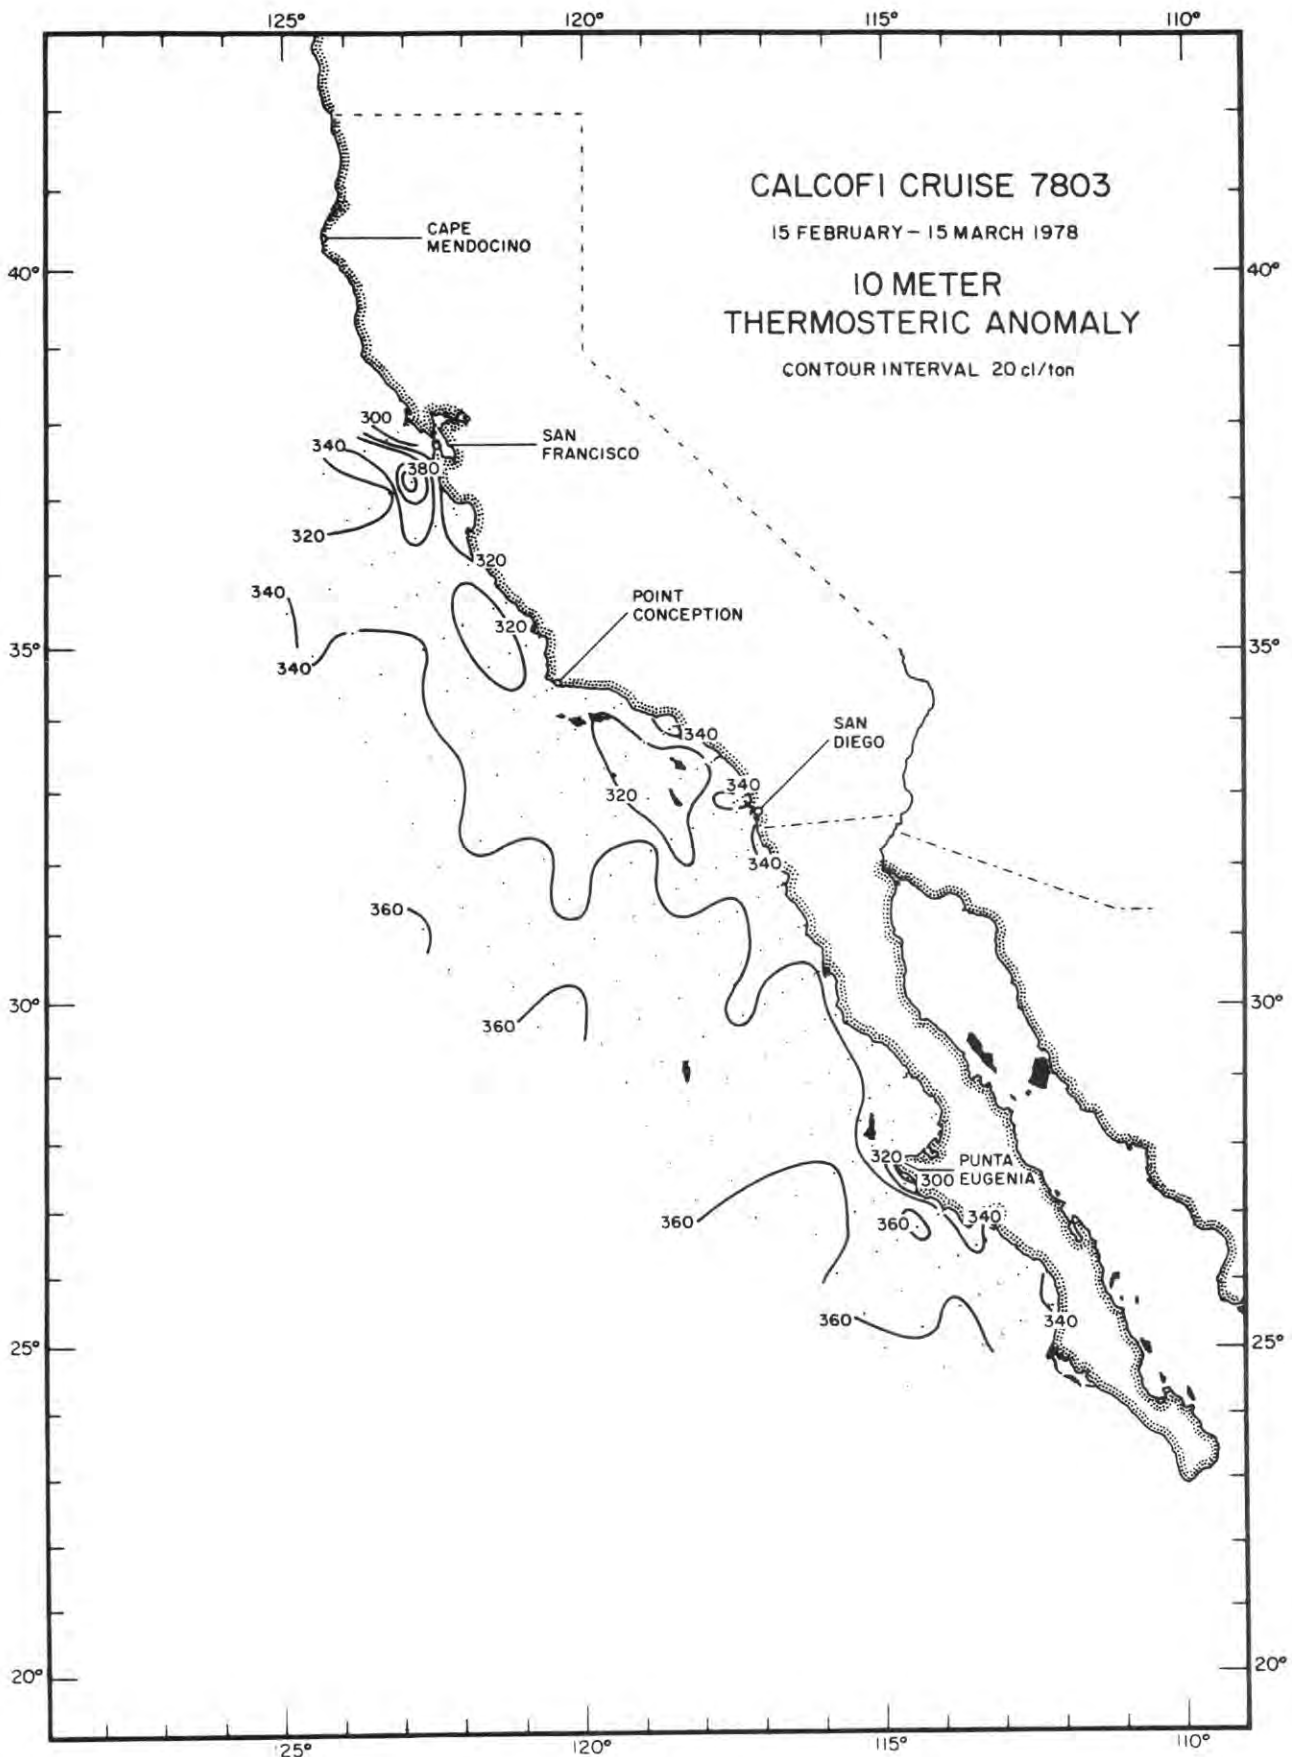 125°
120°
115°
110°
CALCOFI CRUISE 7803
15 FEBRUARY – 15 MARCH 1978
10 METER
THERMOSTERIC ANOMALY
CONTOUR INTERVAL 20 cl/ton
CAPE
MENDOCINO
40°
40°
300
340
SAN
FRANCISCO
380
320
320
340
POINT
CONCEPTION
320
35°
340
35°
340
SAN
DIEGO
340
320
340
360
30°
360
30°
320
PUNTA
300 EUGENIA
360
360
340
360
340
25°
25°
20°
20°
125°
120°
115°
110°